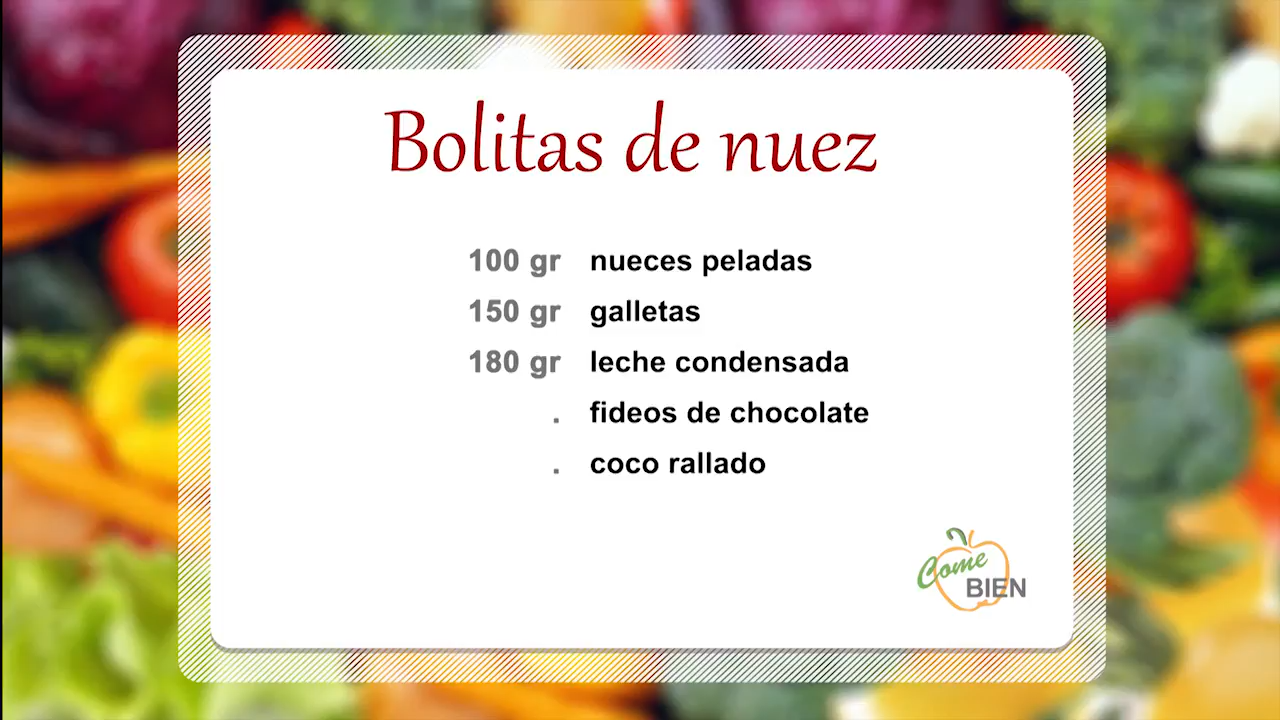 Bolitas de nuez
100 gr nueces peladas
150 gr galletas
180 gr leche condensada
. fideos de chocolate
. coco rallado
Come
BIEN